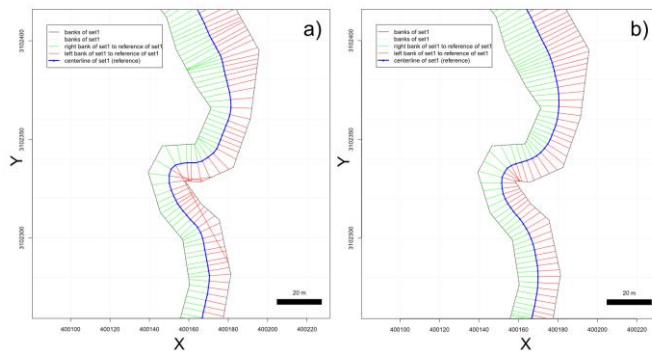 a)
banks of set1
banks of set1
right bank of set1 to reference of set1
left bank of set1 to reference of set1
centerline of set1 (reference)
Y
3102400
3102350
3102300
20 m
400100 400120 400140 400160 400180 400200 400220
X
b)
banks of set1
banks of set1
right bank of set1 to reference of set1
left bank of set1 to reference of set1
centerline of set1 (reference)
Y
3102400
3102350
3102300
20 m
400100 400120 400140 400160 400180 400200 400220
X